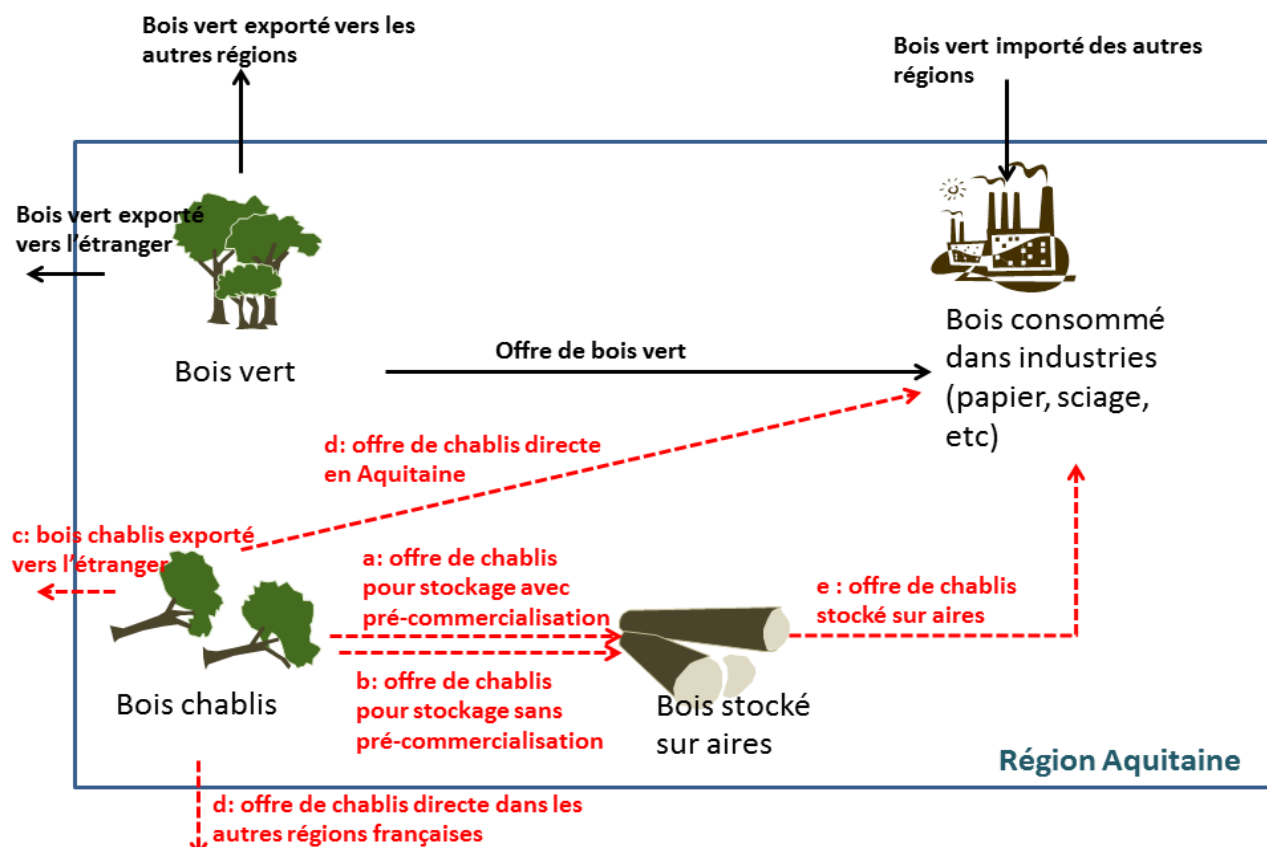 Bois vert exporté vers les
autres régions
Bois vert importé des autres
régions
Bois vert exporté
vers l'étranger
Bois vert
Offre de bois vert
Bois consommé
dans industries
(papier, sciage,
etc)
d: offre de chablis directe
en Aquitaine
c: bois chablis exporté
vers l'étranger
a: offre de chablis
pour stockage avec
pré-commercialisation
e : offre de chablis
stocké sur aires
Bois chablis
b: offre de chablis
pour stockage sans
pré-commercialisation
Bois stocké
sur aires
Région Aquitaine
d: offre de chablis directe dans les
autres régions françaises